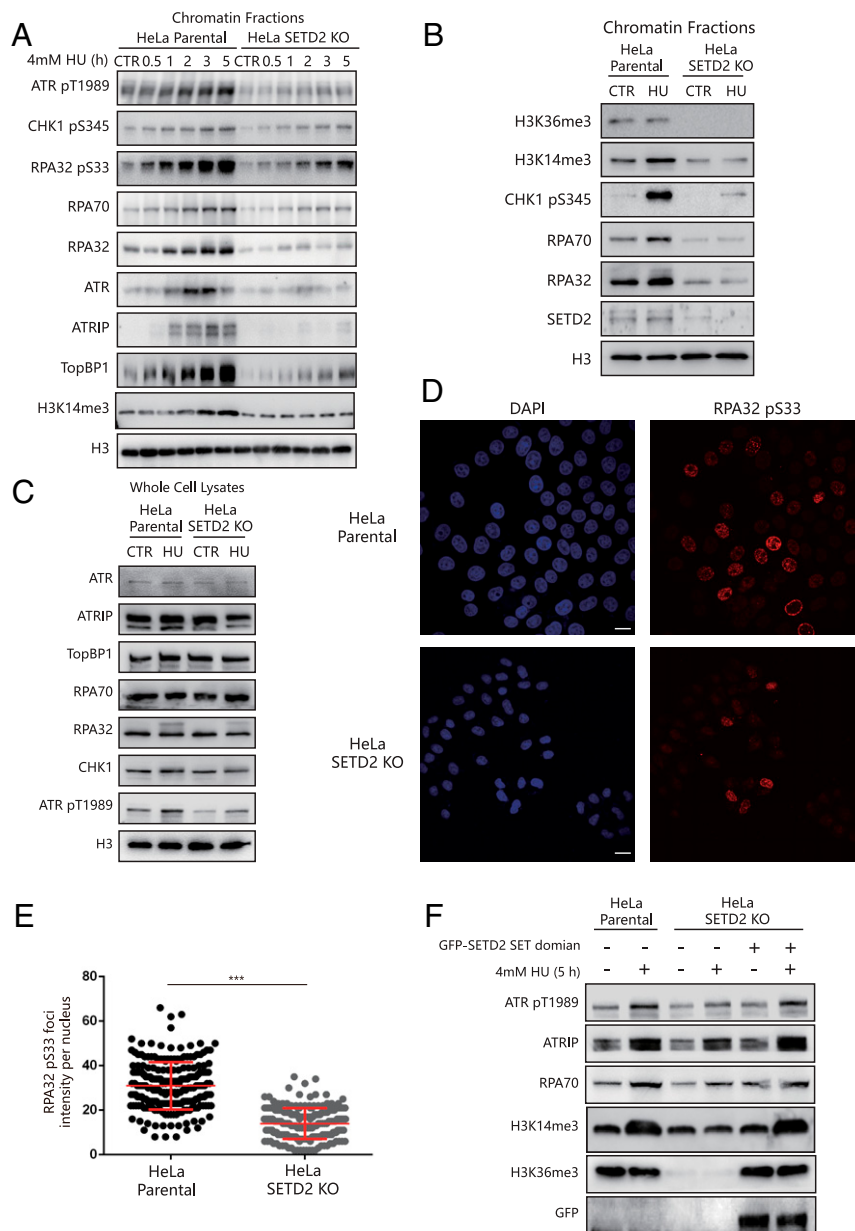 A
Chromatin Fractions
HeLa Parental HeLa SETD2 KO
4mM HU (h) CTR 0.5 1 2 3 5 CTR 0.5 1 2 3 5
ATR pT1989
CHK1 pS345
RPA32 pS33
RPA70
RPA32
ATR
ATRIP
TopBP1
H3K14me3
H3
B
Chromatin Fractions
HeLa Parental
HeLa SETD2 KO
CTR HU CTR HU
H3K36me3
H3K14me3
CHK1 pS345
RPA70
RPA32
SETD2
H3
C
Whole Cell Lysates
HeLa Parental
HeLa SETD2 KO
CTR HU CTR HU
ATR
ATRIP
TopBP1
RPA70
RPA32
CHK1
ATR pT1989
H3
D
DAPI RPA32 pS33
HeLa
Parental
HeLa
SETD2 KO
E
RPA32 pS33 foci
intensity per nucleus
80
60
40
20
0
***
HeLa
Parental
HeLa
SETD2 KO
F
HeLa
Parental
HeLa
SETD2 KO
GFP-SETD2 SET domian - - - - + +
4mM HU (5 h) - + - + - +
ATR pT1989
ATRIP
RPA70
H3K14me3
H3K36me3
GFP